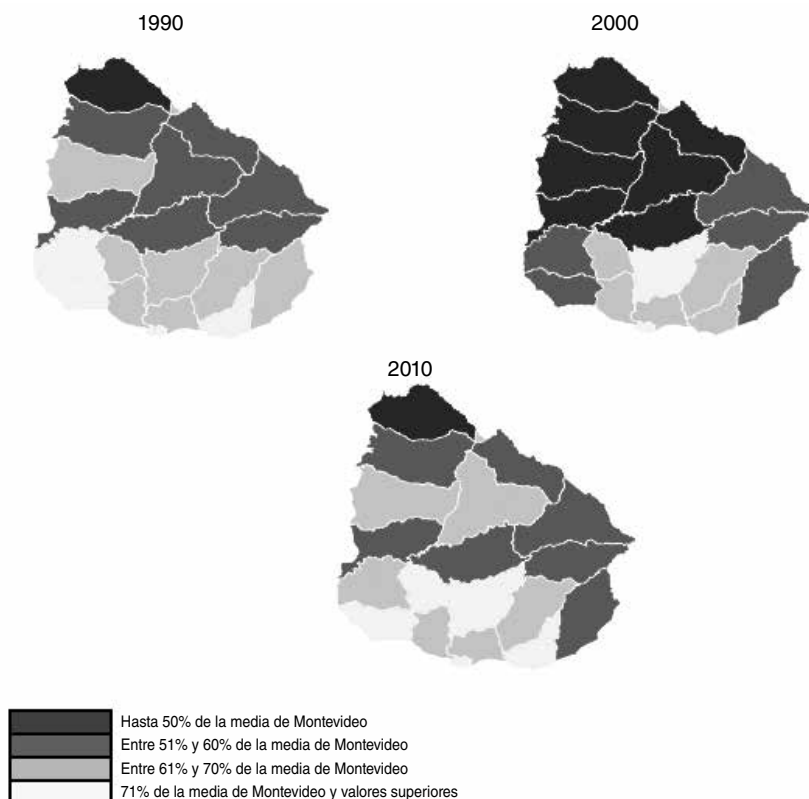 1990
2000
2010
Hasta 50% de la media de Montevideo
Entre 51% y 60% de la media de Montevideo
Entre 61% y 70% de la media de Montevideo
71% de la media de Montevideo y valores superiores